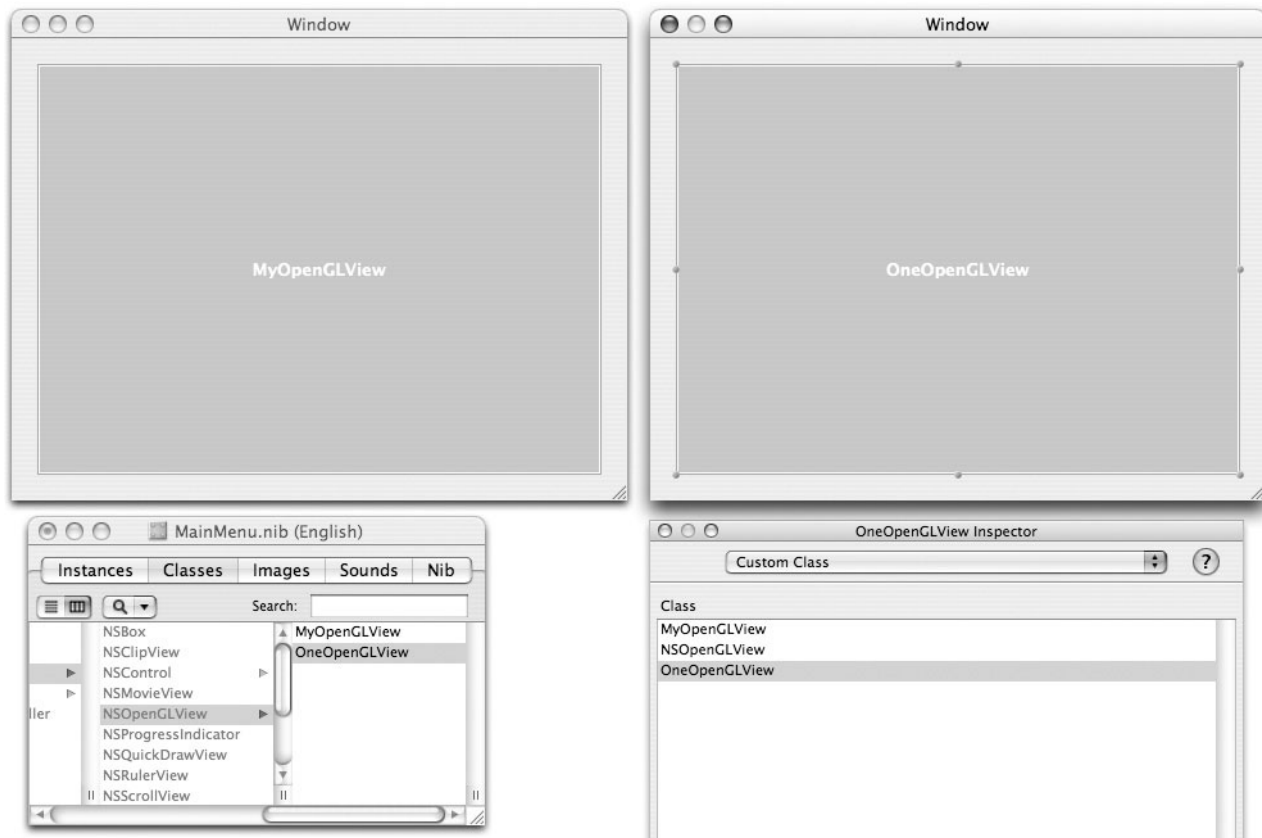 Window
MyOpenGLView
Window
OneOpenGLView
MainMenu.nib (English)
Instances Classes Images Sounds Nib
Search:
NSBox MyOpenGLView
NSClipView OneOpenGLView
NSControl
NSMovieView
ller NSOpenGLView
NSProgressIndicator
NSQuickDrawView
NSRulerView
NSScrollView
OneOpenGLView Inspector
Custom Class ?
Class
MyOpenGLView
NSOpenGLView
OneOpenGLView